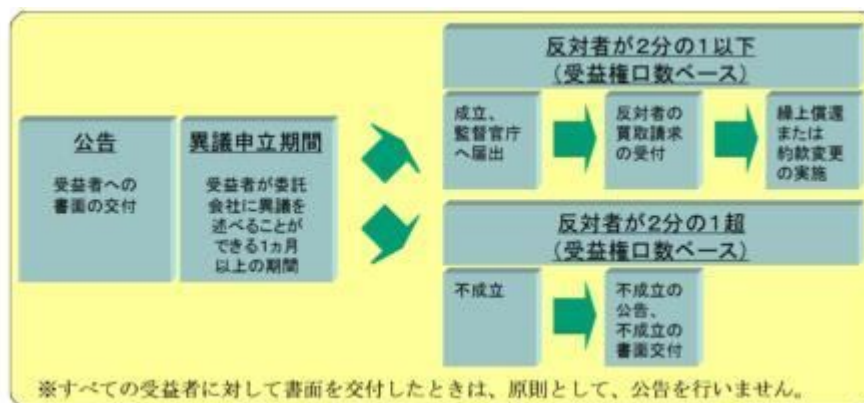 公告
受益者への
書面の交付
異議申立期間
受益者が委託
会社に異議を
述べることが
できる1ヵ月
以上の期間
反対者が2分の1以下
(受益権口数ベース)
成立、
監督官庁
へ届出
反対者の
買取請求
の受付
繰上償還
または
約款変更
の実施
反対者が2分の1超
(受益権口数ベース)
不成立
不成立の
公告、
不成立の
書面交付
※すべての受益者に対して書面を交付したときは、原則として、公告を行いません。